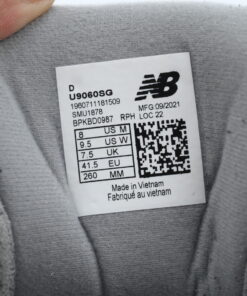 D
U9060SG
1960711181509
SMU1878
BPKBD0987 RPH
NB
MFG 09/2021
LOC 22
8 US M
9.5 US W
7.5 UK
41.5 EU
260 MM
Made in Vietnam
Fabriqué au vietnam